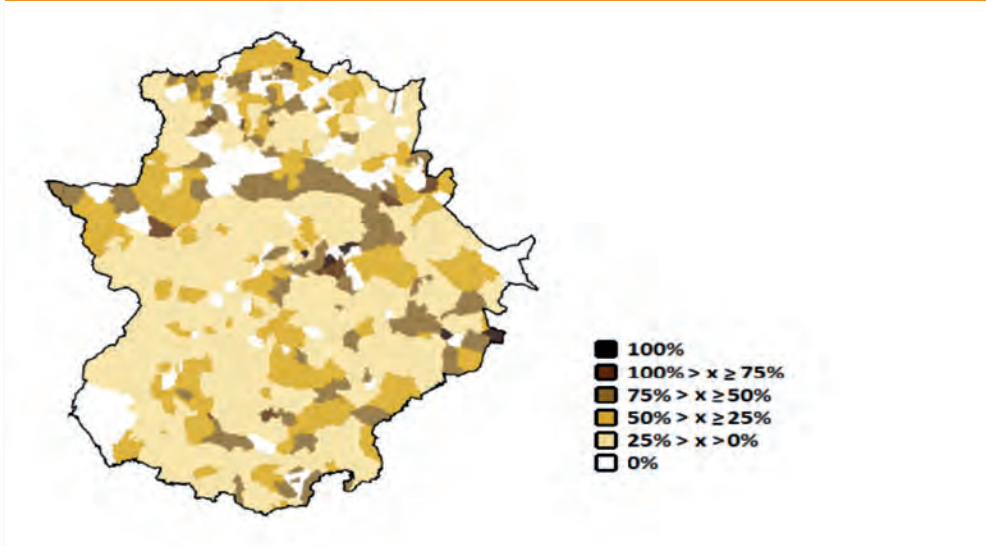 100%
100% > x ≥ 75%
75% > x ≥ 50%
50% > x ≥ 25%
25% > x > 0%
0%